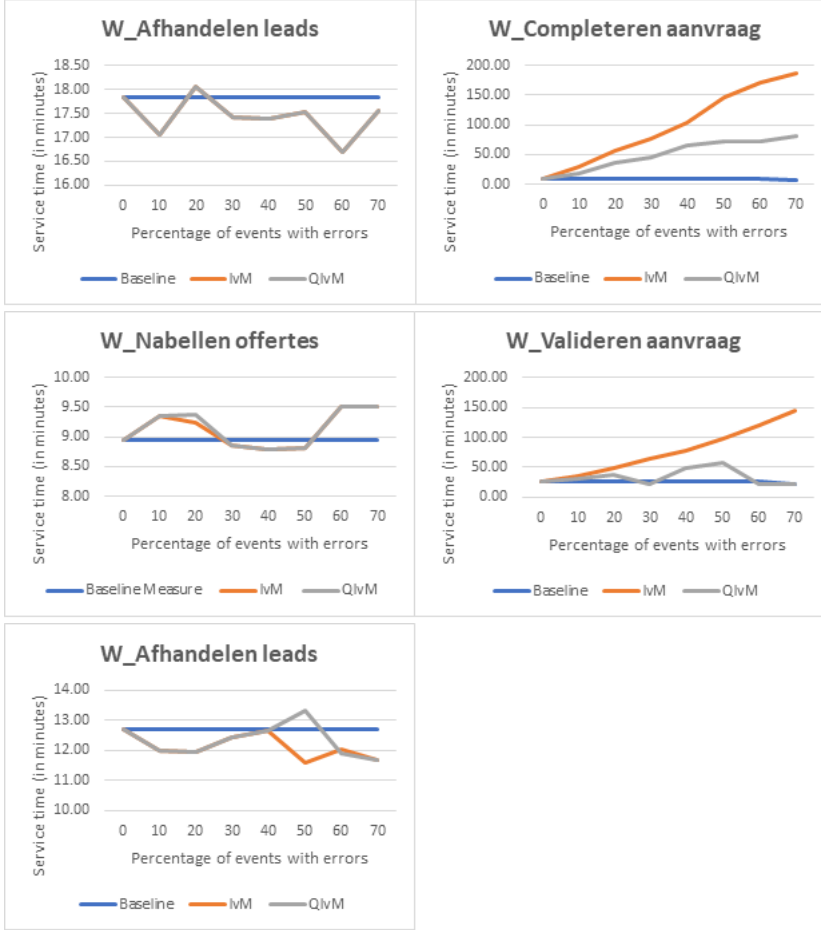 W_Afhandelen leads
Service time (in minutes)
18.50
18.00
17.50
17.00
16.50
16.00
0 10 20 30 40 50 60 70
Percentage of events with errors
Baseline IvM QIvM
W_Completeren aanvraag
Service time (in minutes)
200.00
150.00
100.00
50.00
0.00
0 10 20 30 40 50 60 70
Percentage of events with errors
Baseline IvM QIvM
W_Nabellen offertes
Service time (in minutes)
10.00
9.50
9.00
8.50
8.00
0 10 20 30 40 50 60 70
Percentage of events with errors
Baseline Measure IvM QIvM
W_Valideren aanvraag
Service time (in minutes)
200.00
150.00
100.00
50.00
0.00
0 10 20 30 40 50 60 70
Percentage of events with errors
Baseline IvM QIvM
W_Afhandelen leads
Service time (in minutes)
14.00
13.00
12.00
11.00
10.00
0 10 20 30 40 50 60 70
Percentage of events with errors
Baseline IvM QIvM